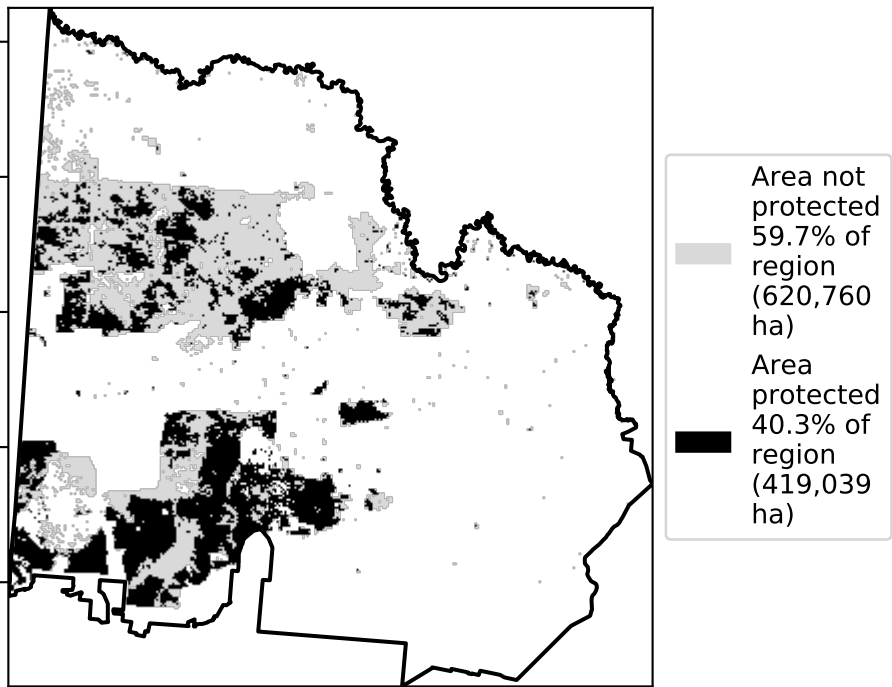 Area not
protected
59.7% of
region
(620,760
ha)
Area
protected
40.3% of
region
(419,039
ha)